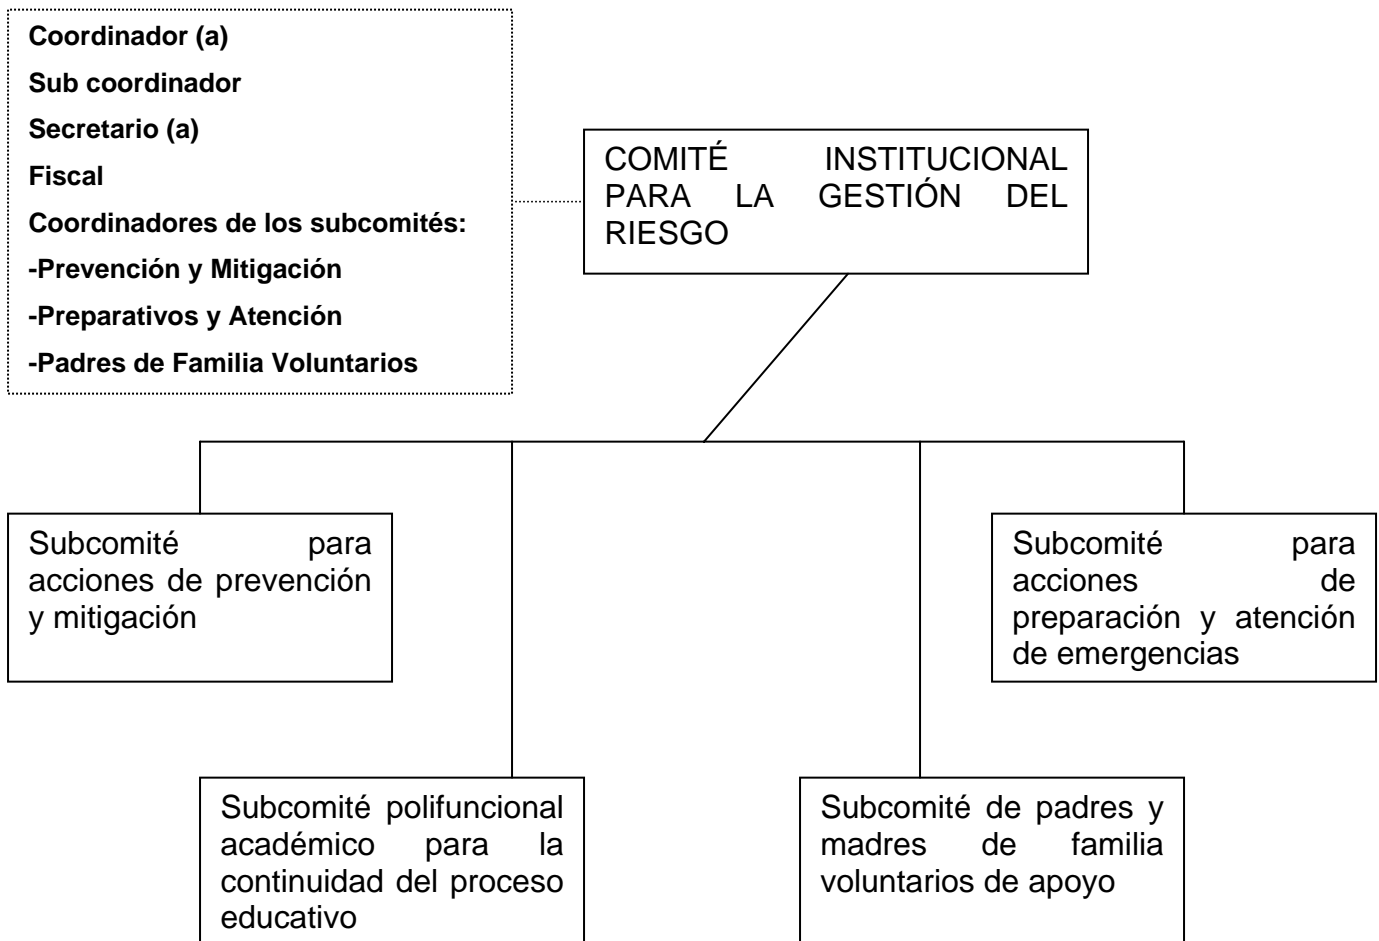 Coordinador (a)
Sub coordinador
Secretario (a)
Fiscal
Coordinadores de los subcomités:
-Prevención y Mitigación
-Preparativos y Atención
-Padres de Familia Voluntarios
COMITÉ INSTITUCIONAL
PARA LA GESTIÓN DEL
RIESGO
Subcomité para
acciones de prevención
y mitigación
Subcomité para
acciones de
preparación y atención
de emergencias
Subcomité polifuncional
académico para la
continuidad del proceso
educativo
Subcomité de padres y
madres de familia
voluntarios de apoyo